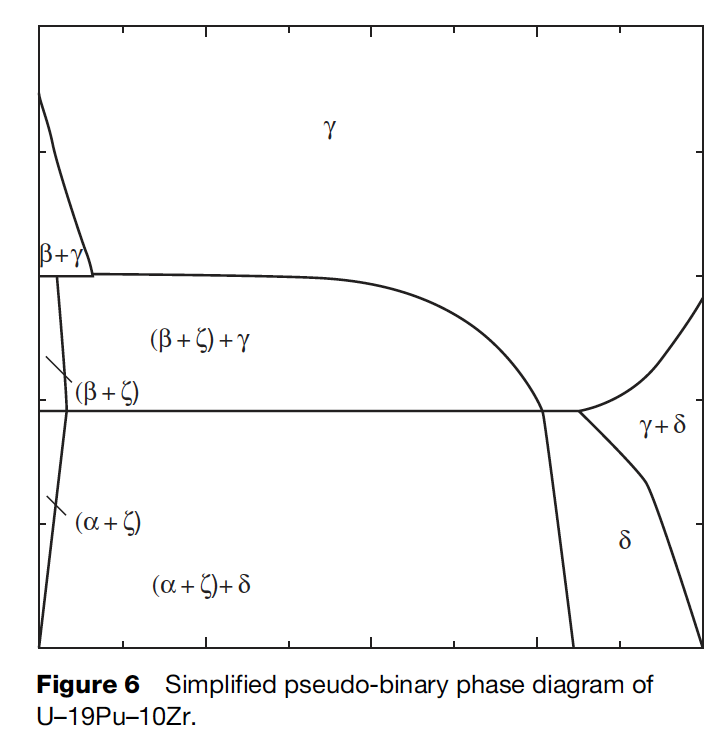 γ
β+γ
(β+ζ)+γ
(β+ζ)
γ+δ
(α+ζ)
δ
(α+ζ)+δ
Figure 6 Simplified pseudo-binary phase diagram of
U–19Pu–10Zr.